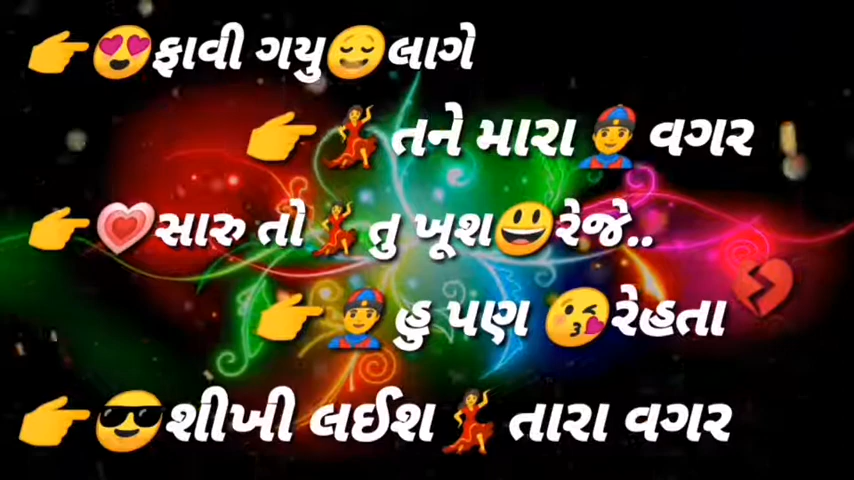 👉😍ફાવી ગયુ😌લાગે
👉💃તને મારા👲વગર
👉💗સારુ તો💃તુ ખૂશ😃રેજે..
👉👲હુ પણ 😘રેહતા💔
👉😎શીખી લઈશ💃તારા વગર